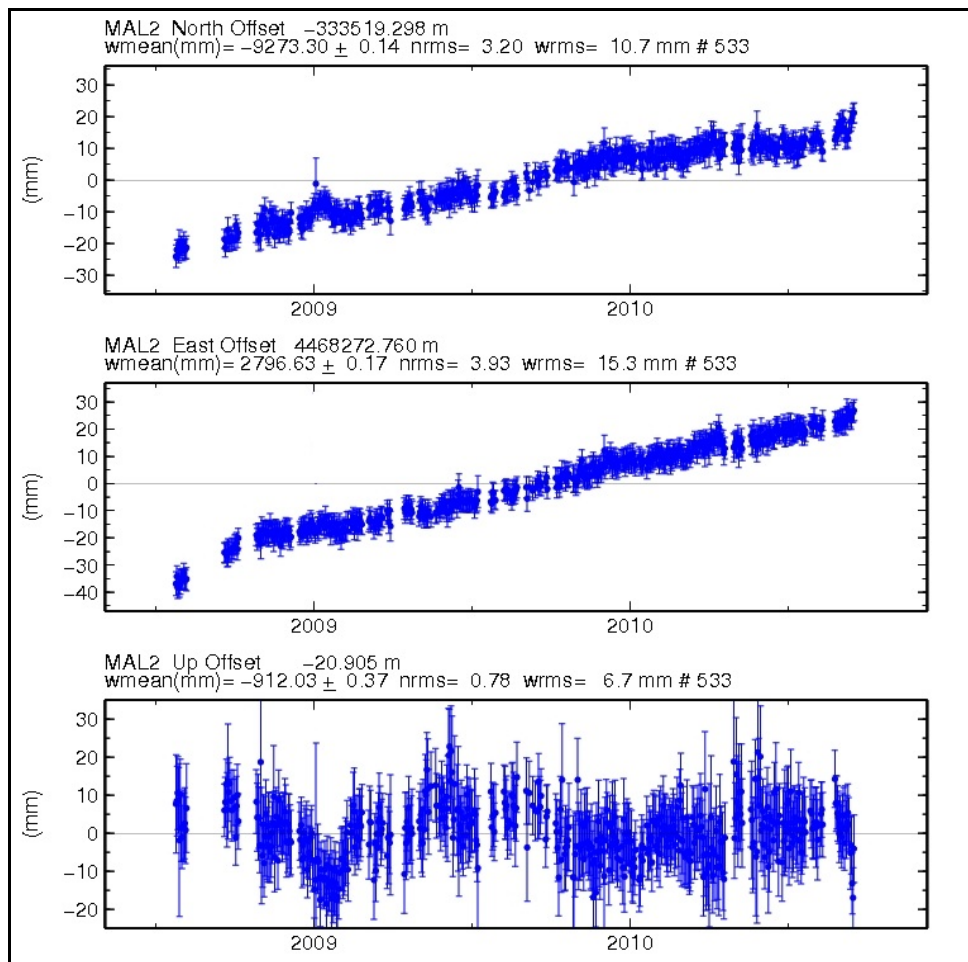 MAL2 North Offset -333519.298 m
wmean(mm)= -9273.30 ± 0.14 nrms= 3.20 wrms= 10.7 mm # 533
30
20
10
0
-10
-20
-30
(mm)
2009 2010
MAL2 East Offset 4468272.760 m
wmean(mm)= 2796.63 ± 0.17 nrms= 3.93 wrms= 15.3 mm # 533
30
20
10
0
-10
-20
-30
-40
(mm)
2009 2010
MAL2 Up Offset -20.905 m
wmean(mm)= -912.03 ± 0.37 nrms= 0.78 wrms= 6.7 mm # 533
30
20
10
0
-10
-20
(mm)
2009 2010